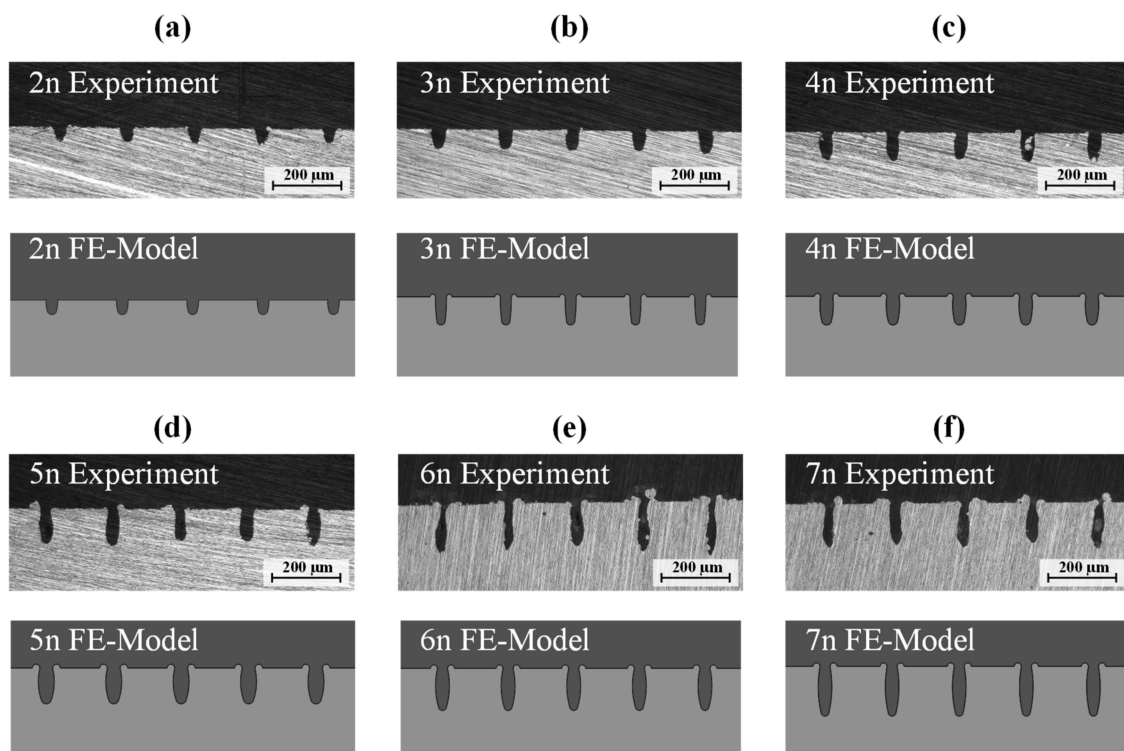 (a)
(b)
(c)
2n Experiment
200 µm
3n Experiment
200 µm
4n Experiment
200 µm
2n FE-Model
3n FE-Model
4n FE-Model
(d)
(e)
(f)
5n Experiment
200 µm
6n Experiment
200 µm
7n Experiment
200 µm
5n FE-Model
6n FE-Model
7n FE-Model